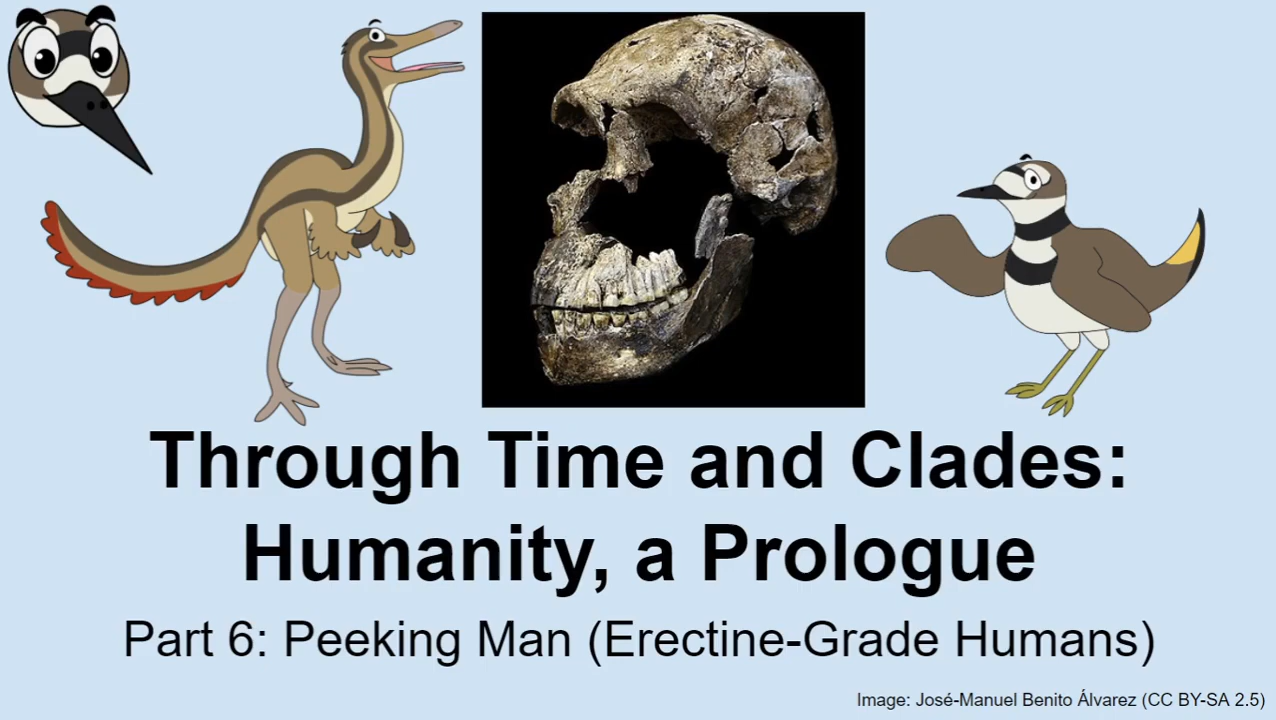 Through Time and Clades:
Humanity, a Prologue
Part 6: Peeking Man (Erectine-Grade Humans)
Image: José-Manuel Benito Álvarez (CC BY-SA 2.5)